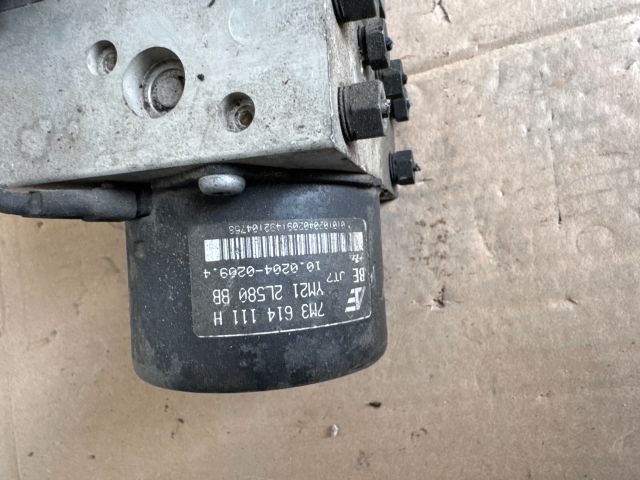 7M3 614 111 H
YM21 2L580 BB
BE JT7
10.0204-0269.4